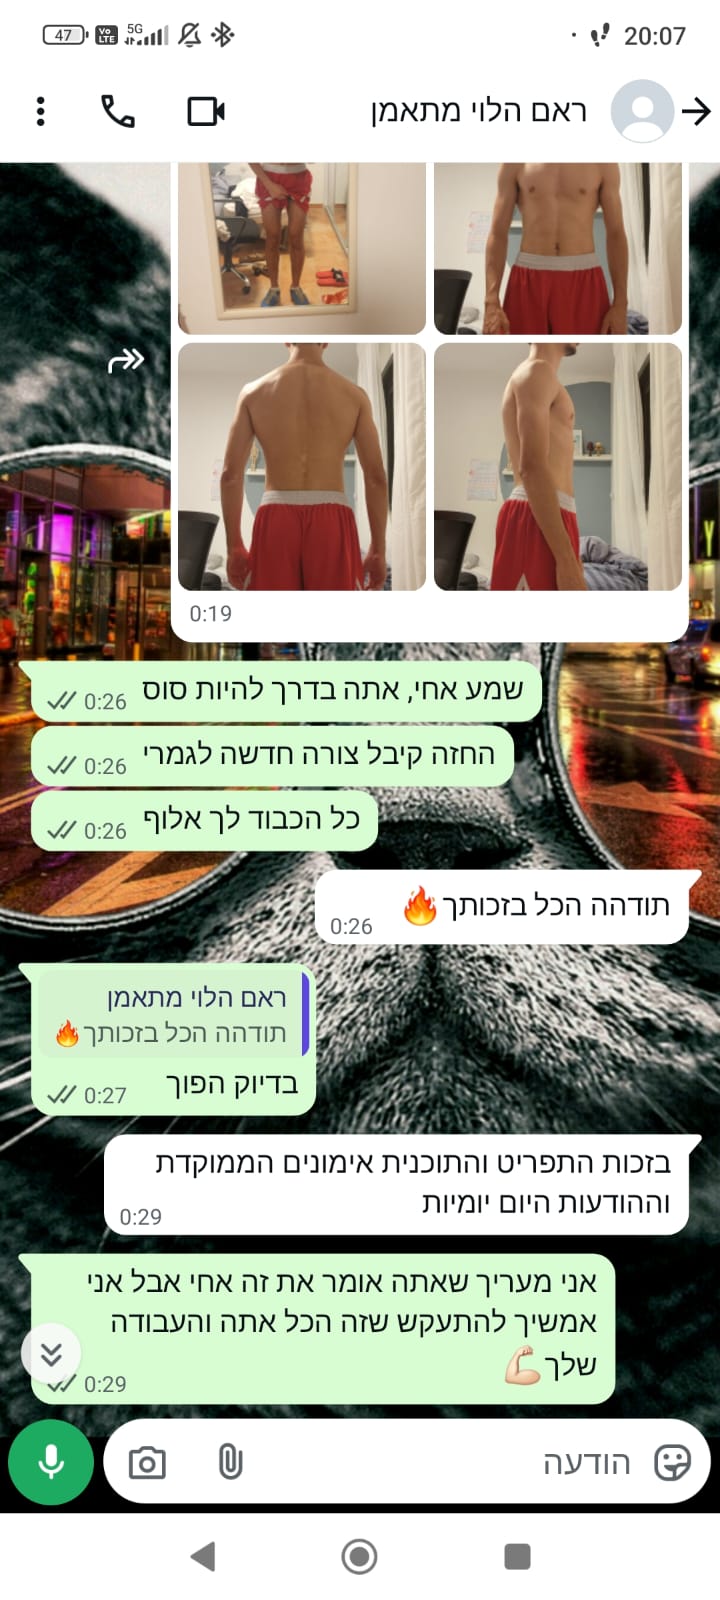 47
Vo
LTE
5G
20:07
ראם הלוי מתאמן
0:19
שמע אחי, אתה בדרך להיות סוס
0:26
החזה קיבל צורה חדשה לגמרי
0:26
כל הכבוד לך אלוף
0:26
תודהה הכל בזכותך🔥
0:26
ראם הלוי מתאמן
תודהה הכל בזכותך🔥
בדיוק הפוך
0:27
בזכות התפריט והתוכנית אימונים הממוקדת
וההודעות היום יומיות
0:29
אני מעריך שאתה אומר את זה אחי אבל אני
אמשיך להתעקש שזה הכל אתה והעבודה
שלך💪🏻
0:29
הודעה